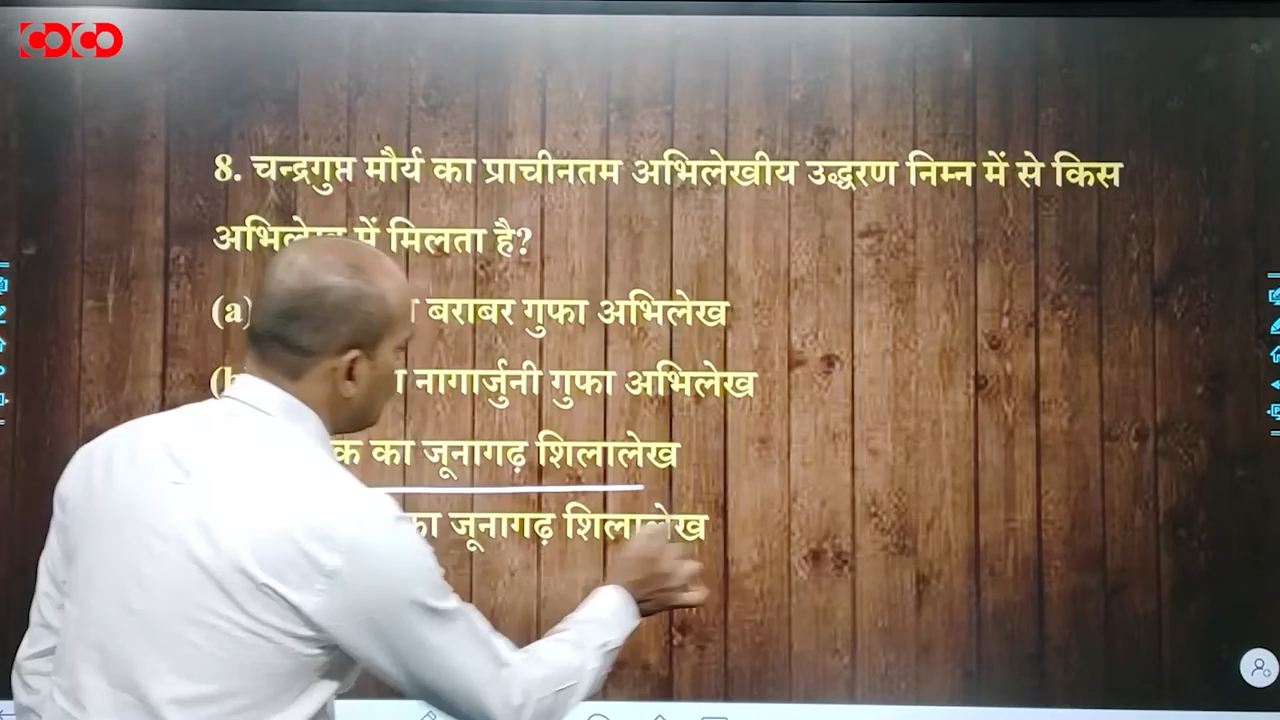 8. चन्द्रगुप्त मौर्य का प्राचीनतम अभिलेखीय उद्धरण निम्न में से किस
अभिलेख में मिलता है?
(a) बराबर गुफा अभिलेख
नागार्जुनी गुफा अभिलेख
का जूनागढ़ शिलालेख
का जूनागढ़ शिलालेख